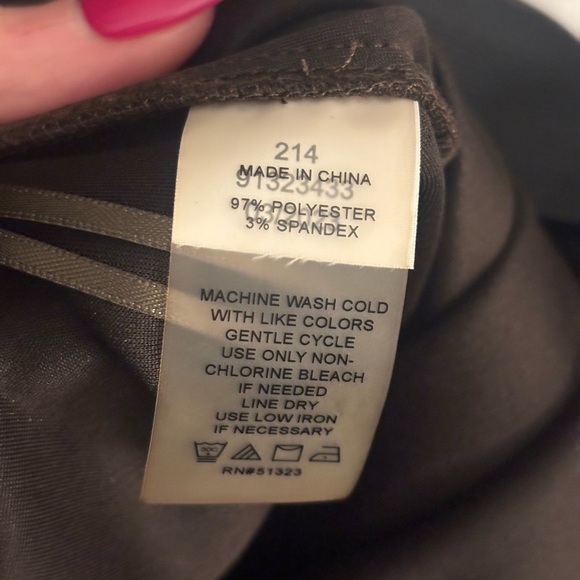 214
MADE IN CHINA
91323433
97% POLYESTER
3% SPANDEX
MACHINE WASH COLD
WITH LIKE COLORS
GENTLE CYCLE
USE ONLY NON-
CHLORINE BLEACH
IF NEEDED
LINE DRY
USE LOW IRON
IF NECESSARY
RN#51323